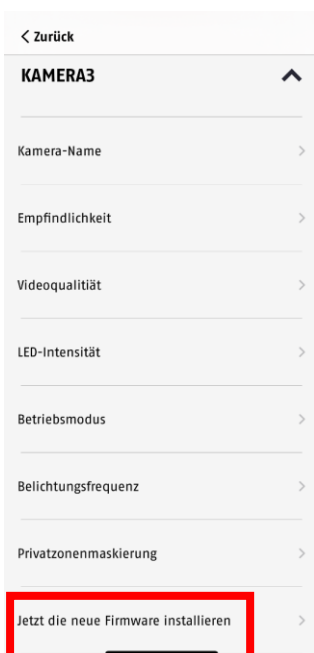 Zurück
KAMERA3
Kamera-Name
Empfindlichkeit
Videoqualitiät
LED-Intensität
Betriebsmodus
Belichtungsfrequenz
Privatzonenmaskierung
Jetzt die neue Firmware installieren